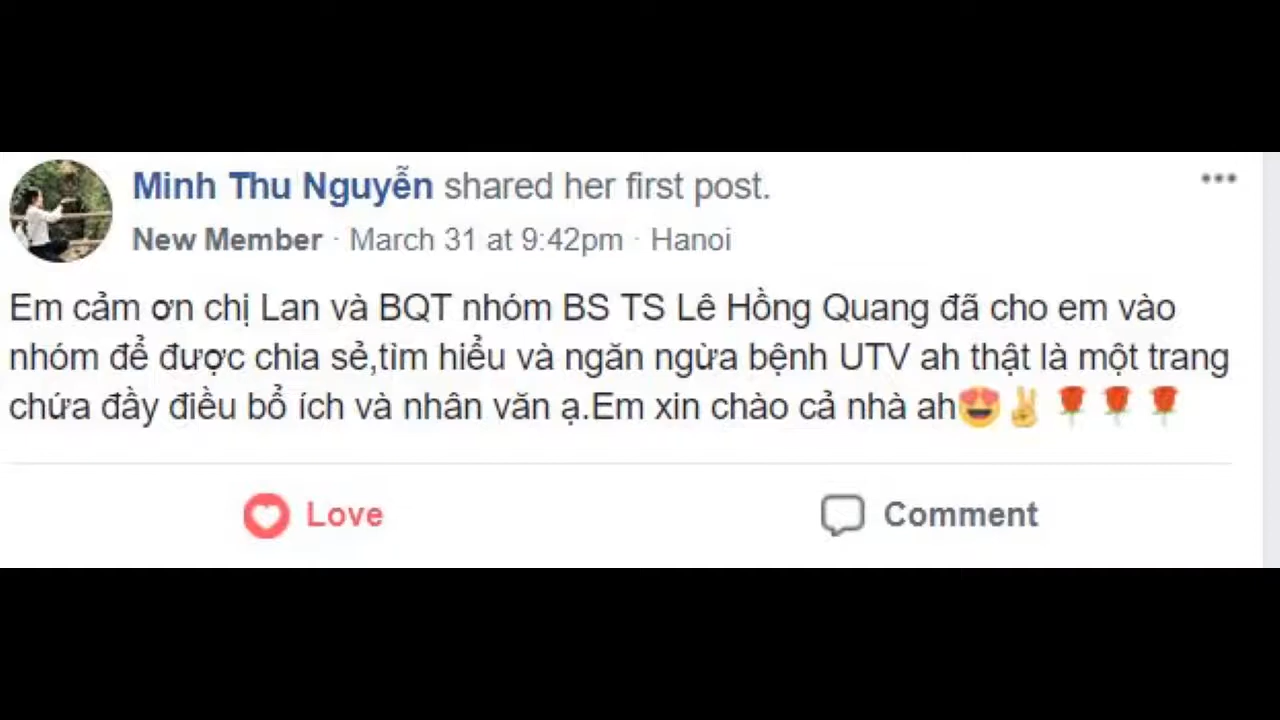 Minh Thu Nguyễn shared her first post.
New Member · March 31 at 9:42pm · Hanoi
Em cảm ơn chị Lan và BQT nhóm BS TS Lê Hồng Quang đã cho em vào
nhóm để được chia sẻ,tìm hiểu và ngăn ngừa bệnh UTV ah thật là một trang
chứa đầy điều bổ ích và nhân văn ạ.Em xin chào cả nhà ah😍✌🌹🌹🌹
Love
Comment